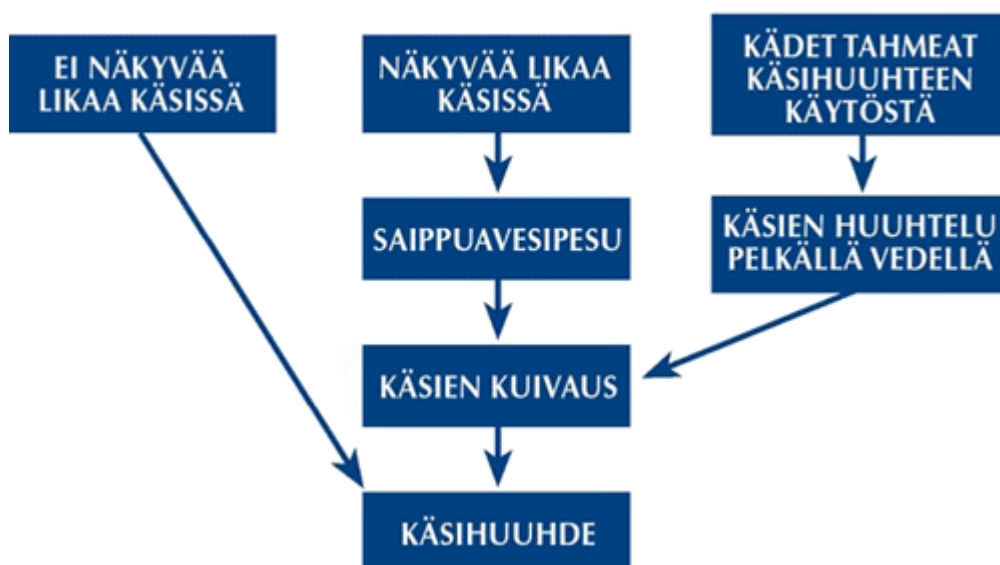 EI NÄKYVÄÄ
LIKAA KÄSISSÄ
NÄKYVÄÄ LIKAA
KÄSISSÄ
KÄDET TAHMEAT
KÄSIHUUHTEEN
KÄYTÖSTÄ
SAIPPUAVESIPESU
KÄSIEN HUUHTELU
PELKÄLLÄ VEDELLÄ
KÄSIEN KUIVAUS
KÄSIHUUHDE